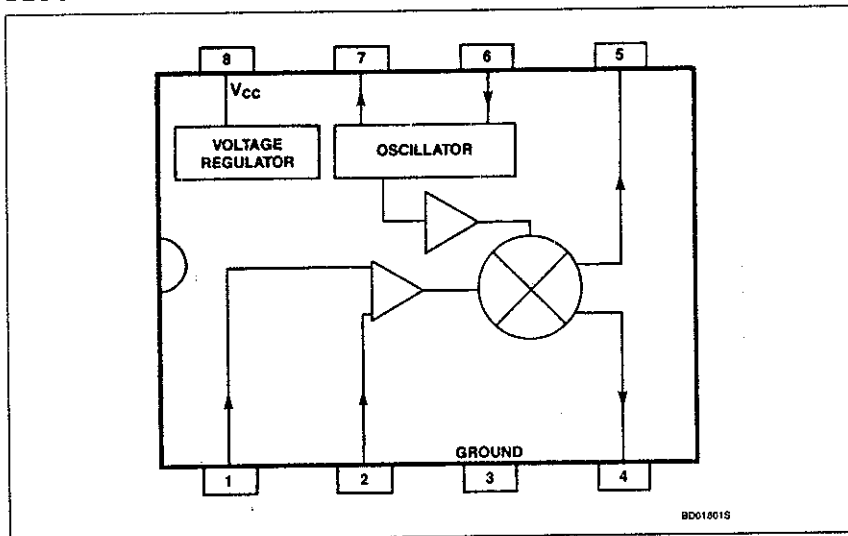 8 7 6 5
VCC
VOLTAGE
REGULATOR
OSCILLATOR
GROUND
1 2 3 4
BD01801S